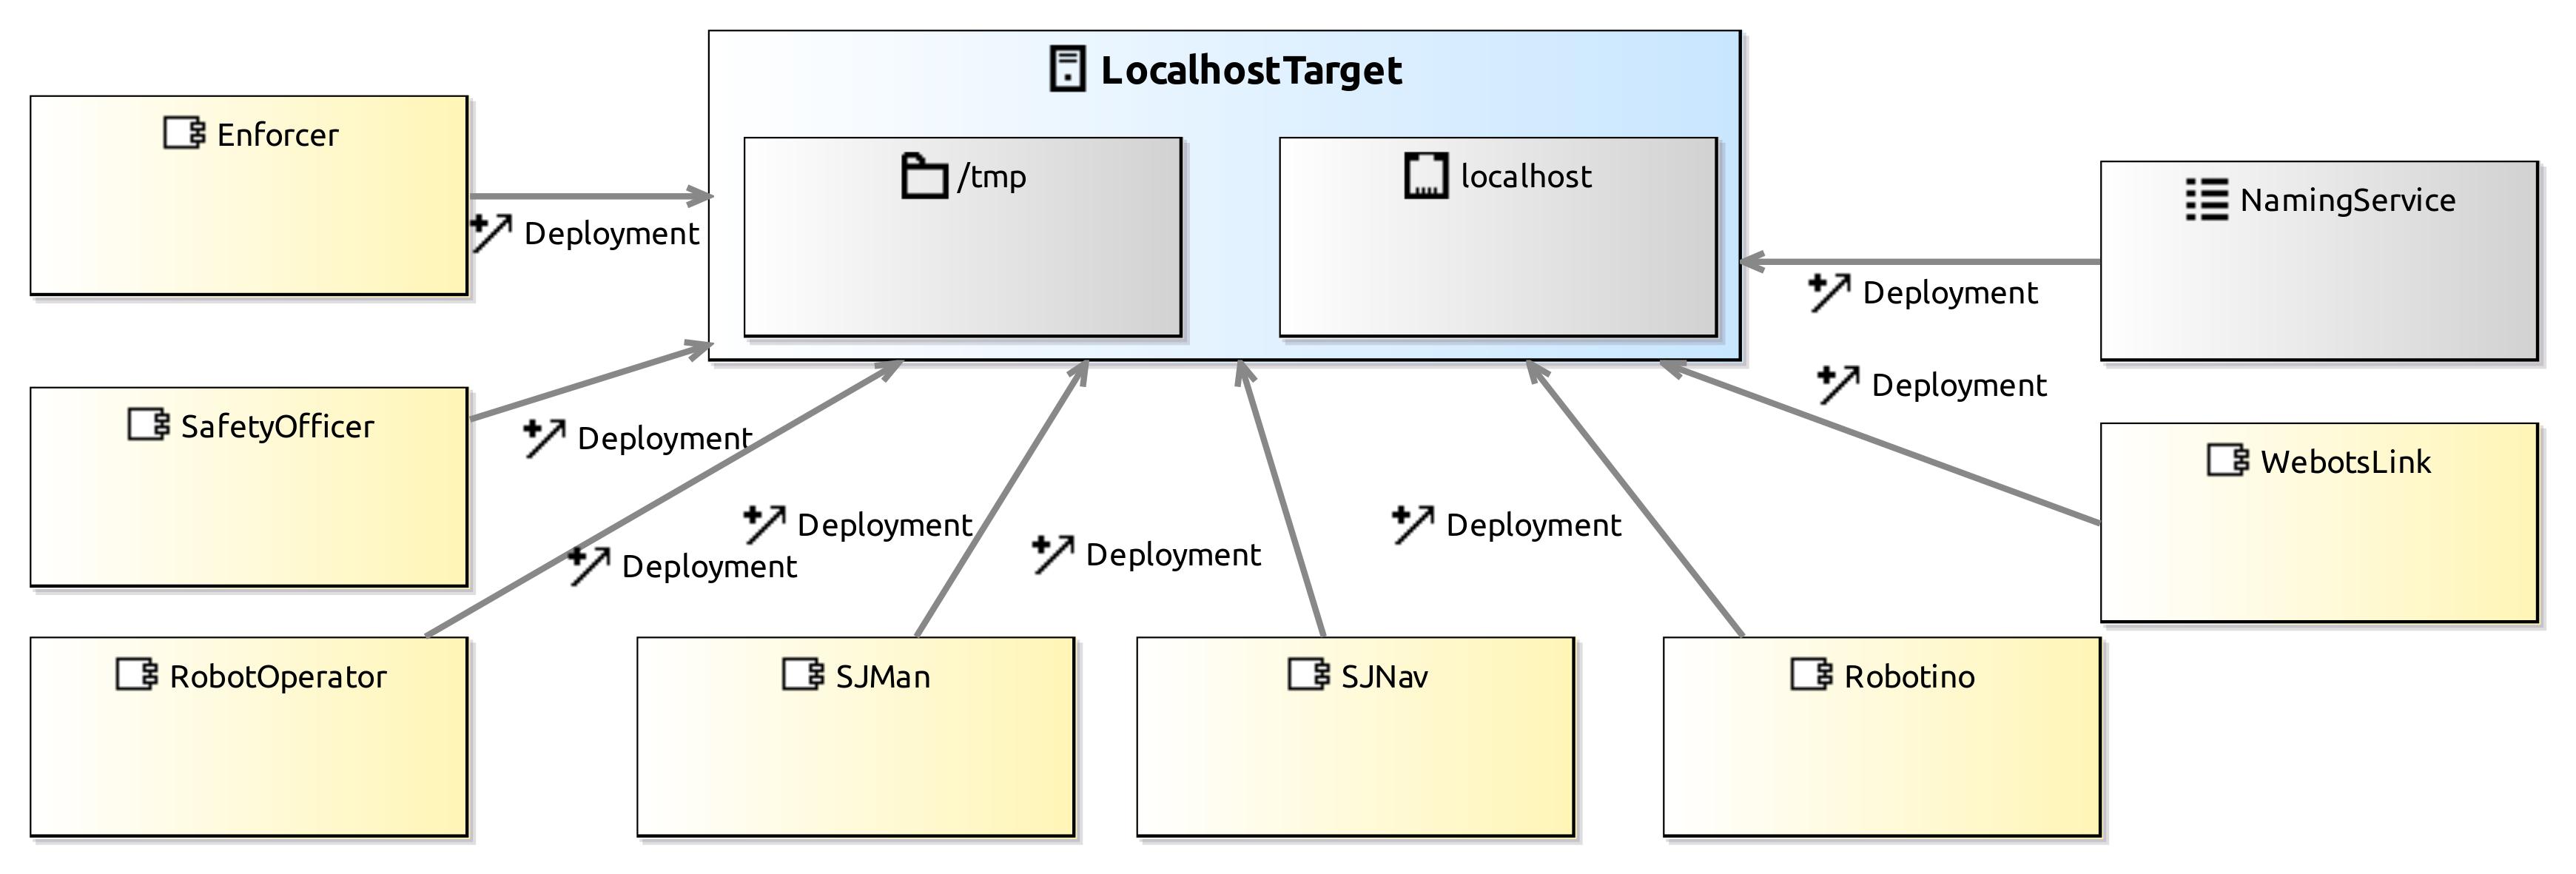 LocalhostTarget
Enforcer
/tmp
localhost
NamingService
Deployment
Deployment
Deployment
SafetyOfficer
Deployment
WebotsLink
Deployment
Deployment
Deployment
Deployment
RobotOperator
SJMan
SJNav
Robotino